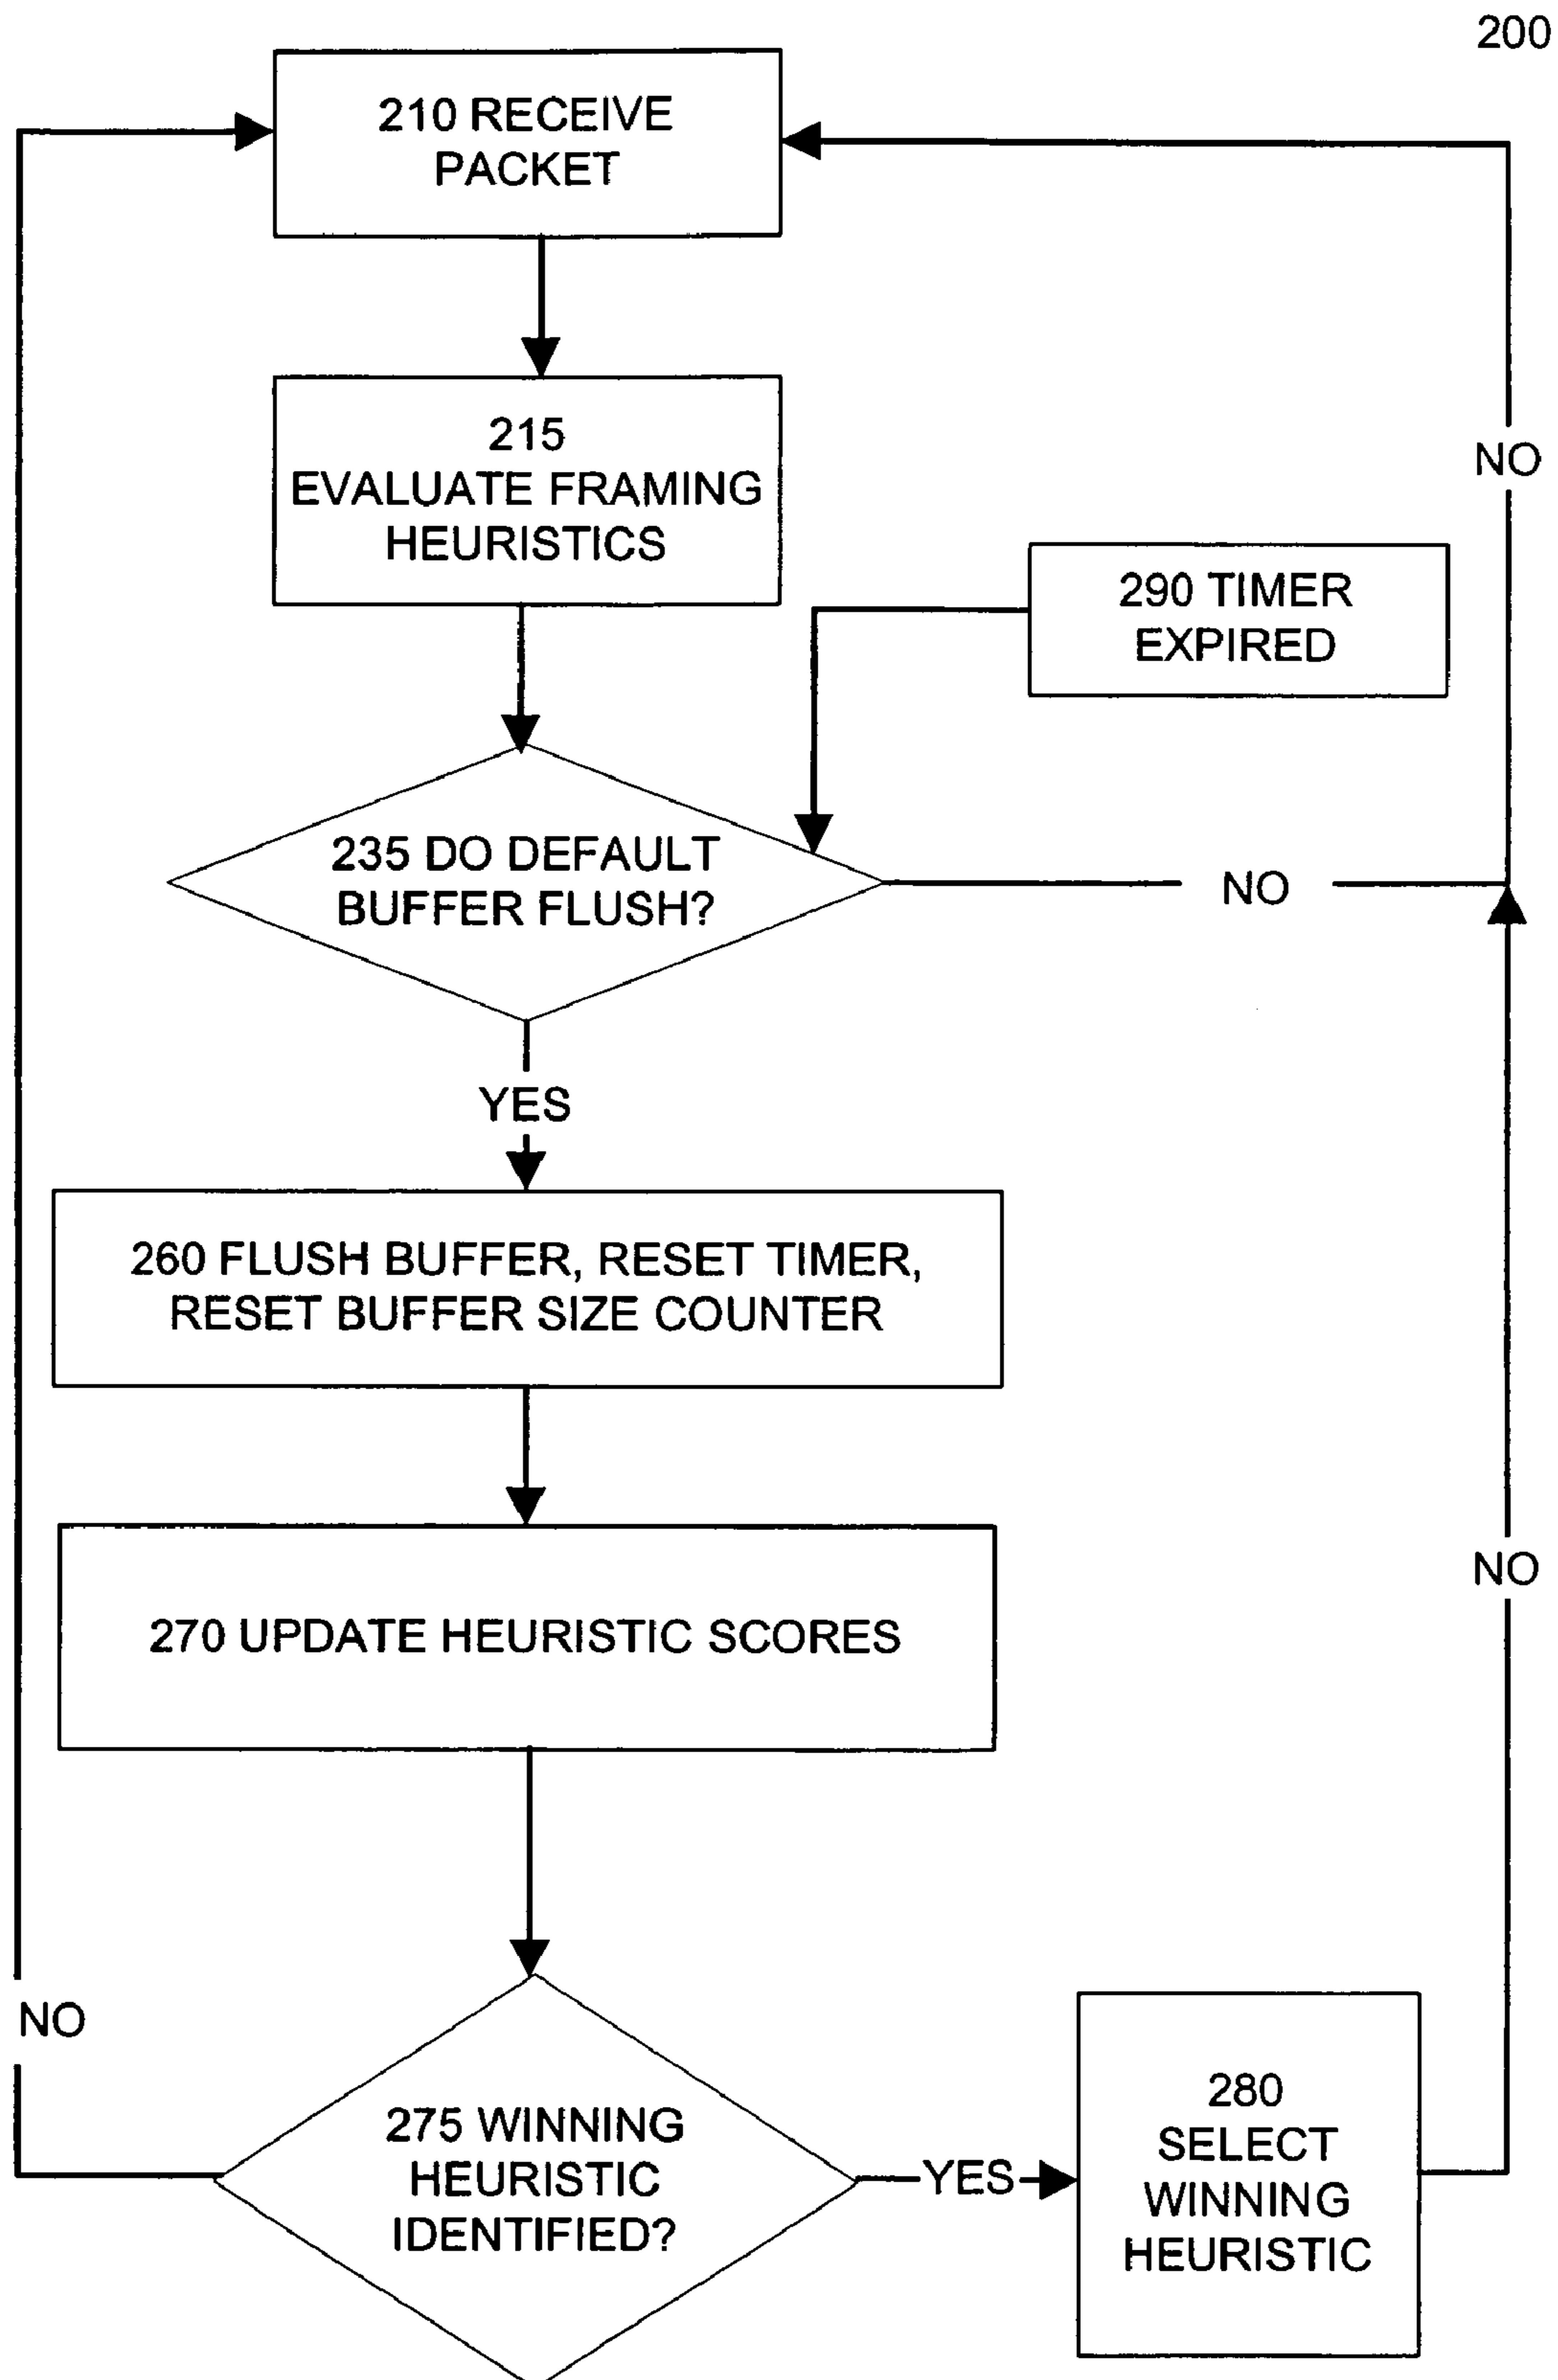 200
210 RECEIVE
PACKET
215
EVALUATE FRAMING
HEURISTICS
NO
290 TIMER
EXPIRED
235 DO DEFAULT
BUFFER FLUSH?
NO
YES
260 FLUSH BUFFER, RESET TIMER,
RESET BUFFER SIZE COUNTER
NO
270 UPDATE HEURISTIC SCORES
NO
275 WINNING
HEURISTIC
IDENTIFIED?
YES
280
SELECT
WINNING
HEURISTIC